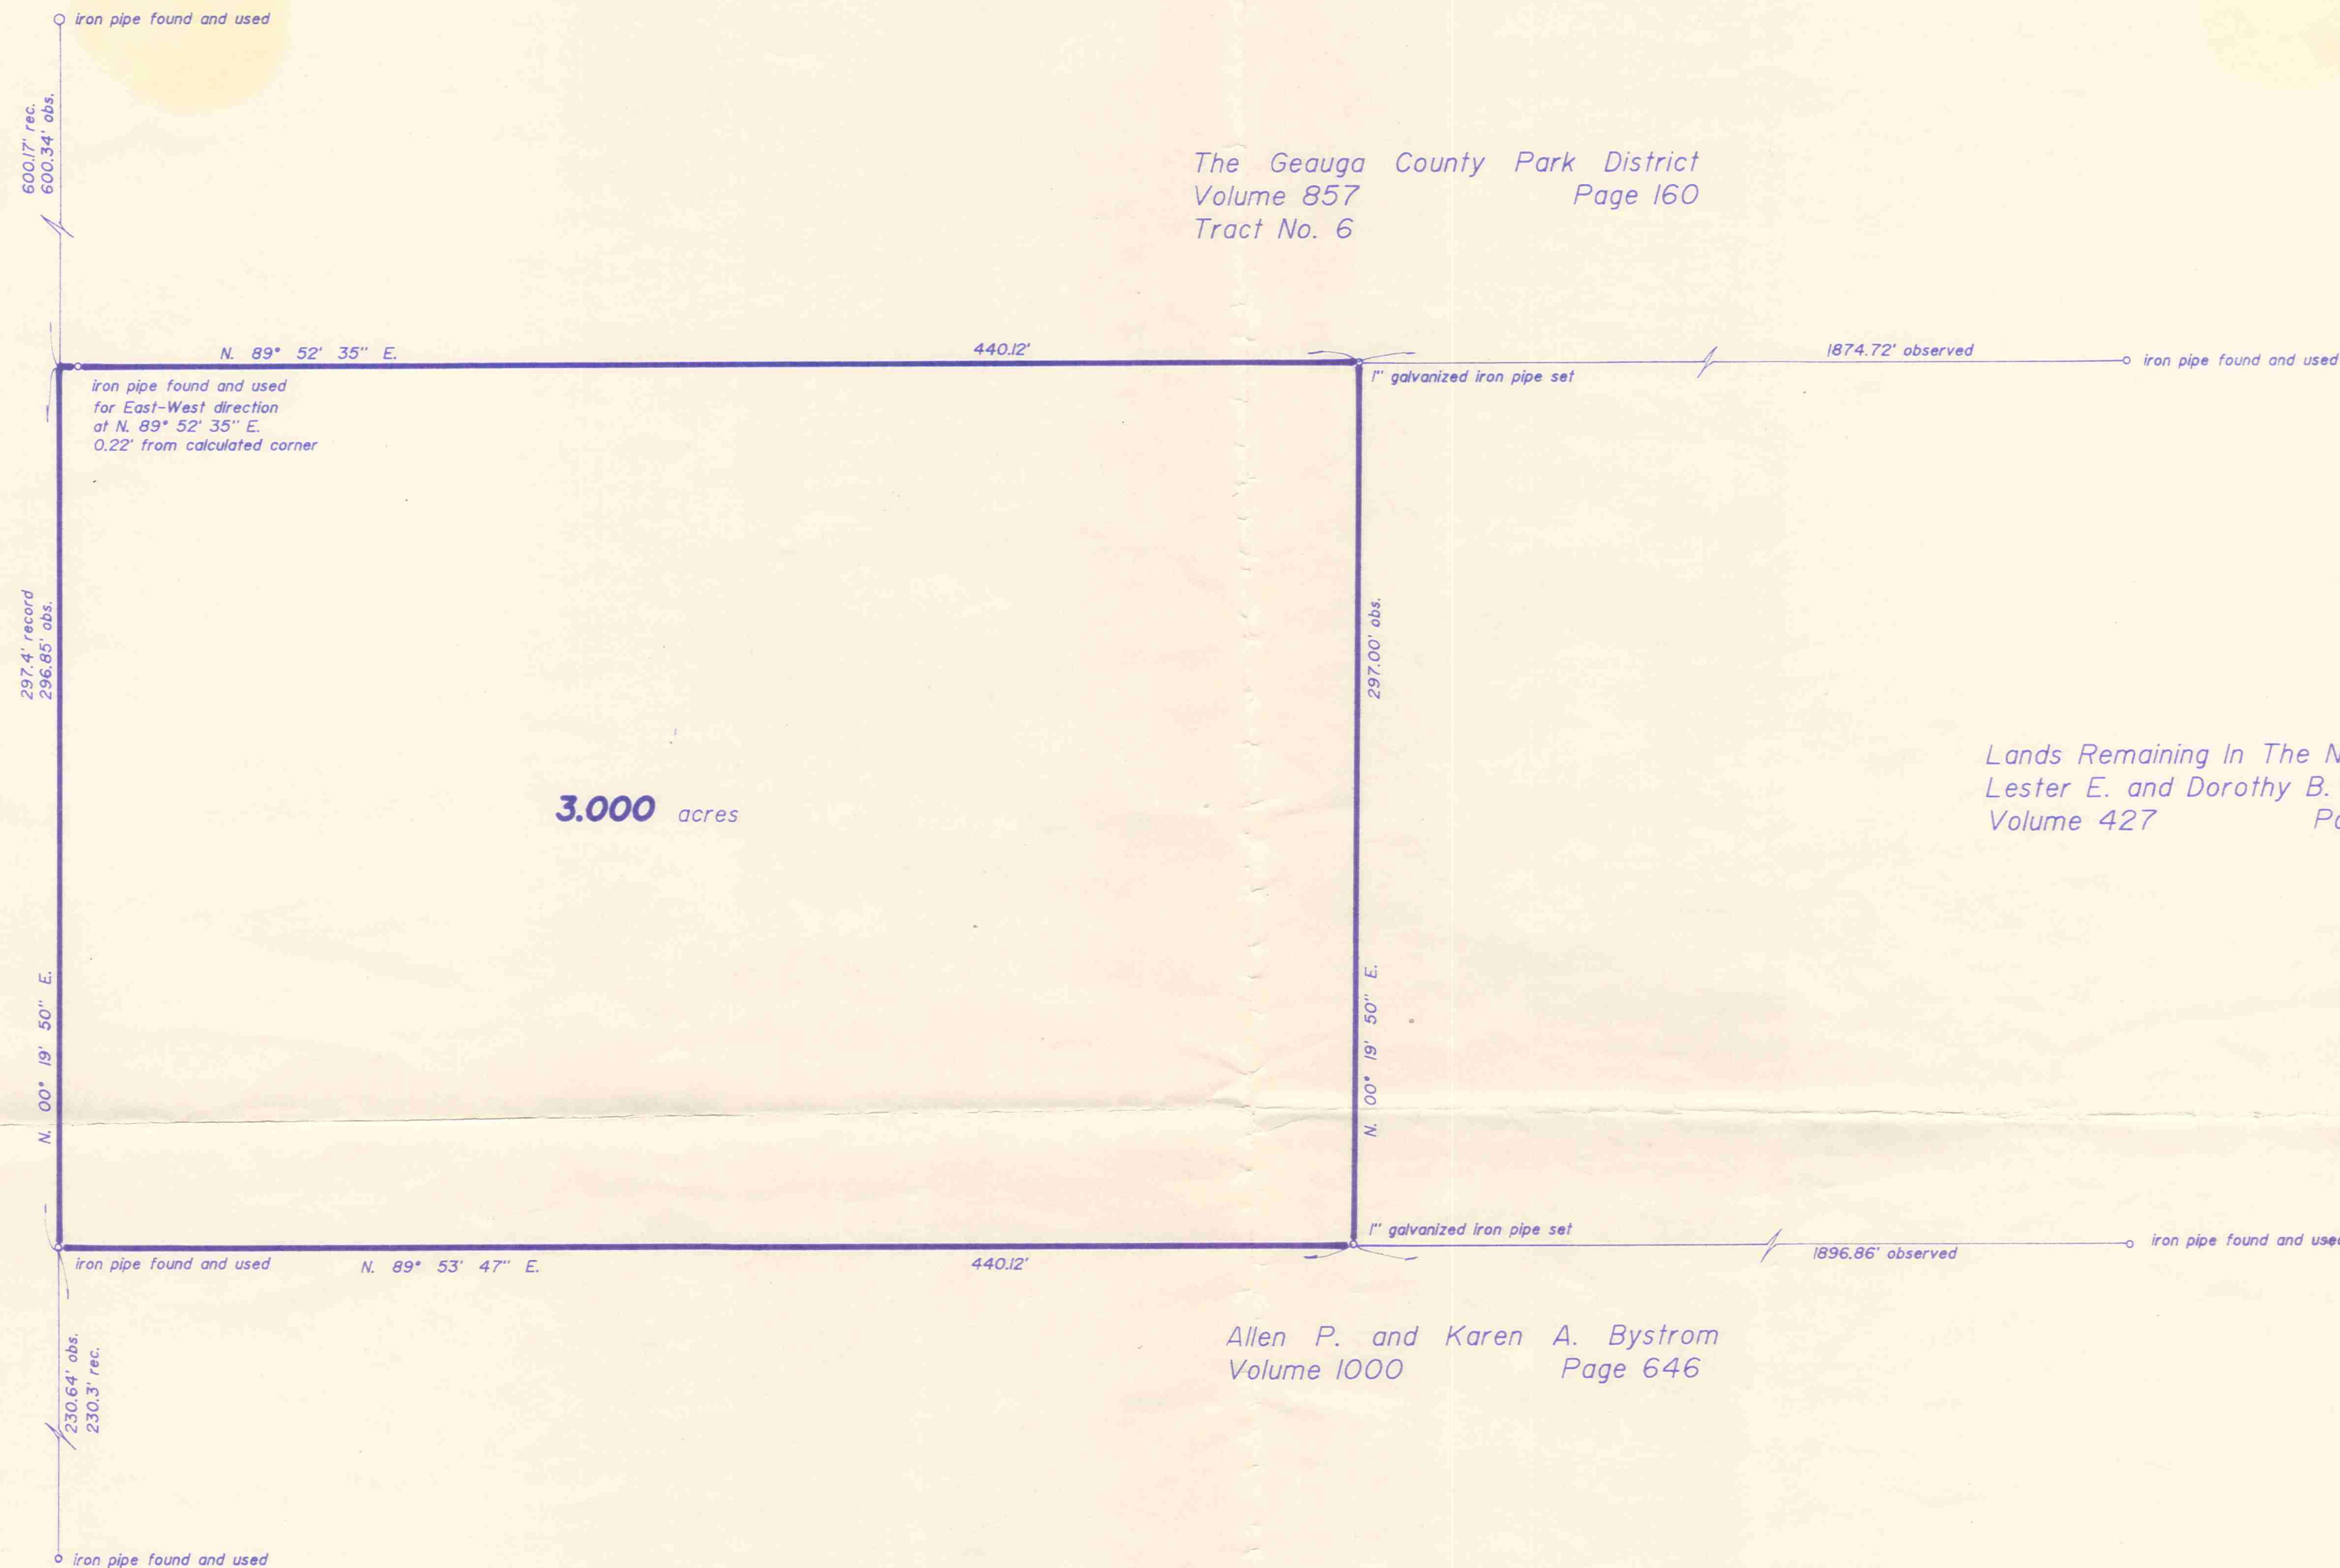 iron pipe found and used
600.17' rec.
600.34' obs.
The Geauga County Park District
Volume 857 Page 160
Tract No. 6
N. 89° 52' 35" E.
440.12'
1874.72' observed
iron pipe found and used
1" galvanized iron pipe set
iron pipe found and used
for East-West direction
at N. 89° 52' 35" E.
0.22' from calculated corner
297.4' record
296.85' obs.
297.00' obs.
Lands Remaining In The
Lester E. and Dorothy B.
Volume 427
3.000 acres
N. 00° 19' 50" E.
N. 00° 19' 50" E.
1" galvanized iron pipe set
iron pipe found and used
1896.86' observed
iron pipe found and used
N. 89° 53' 47" E.
440.12'
230.64' obs.
230.3' rec.
Allen P. and Karen A. Bystrom
Volume 1000 Page 646
iron pipe found and used